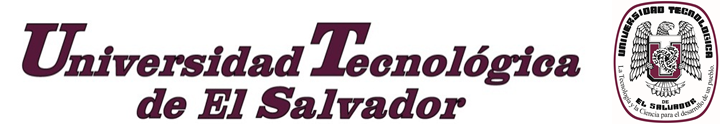 Universidad Tecnológica
de El Salvador
UNIVERSIDAD TECNOLOGICA
DE
EL SALVADOR
La Tecnología y la Ciencia para el desarrollo de un pueblo.